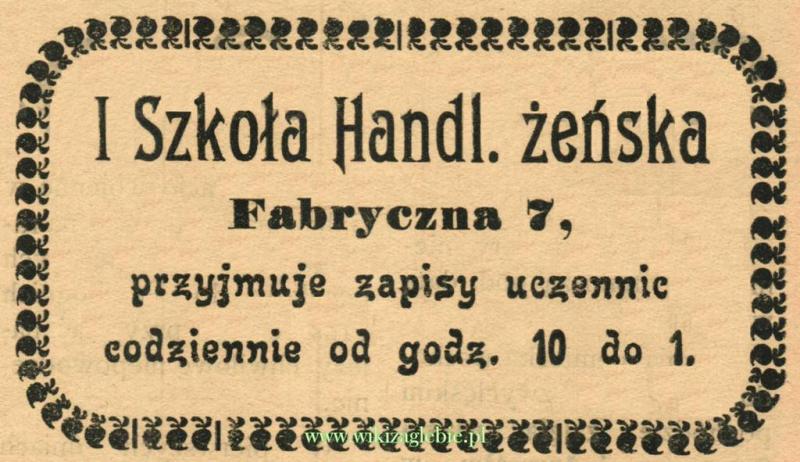 I Szkoła Handl. żeńska
Fabryczna 7,
przyjmuje zapisy uczennic
codziennie od godz. 10 do 1.
www.wikizaglebie.pl